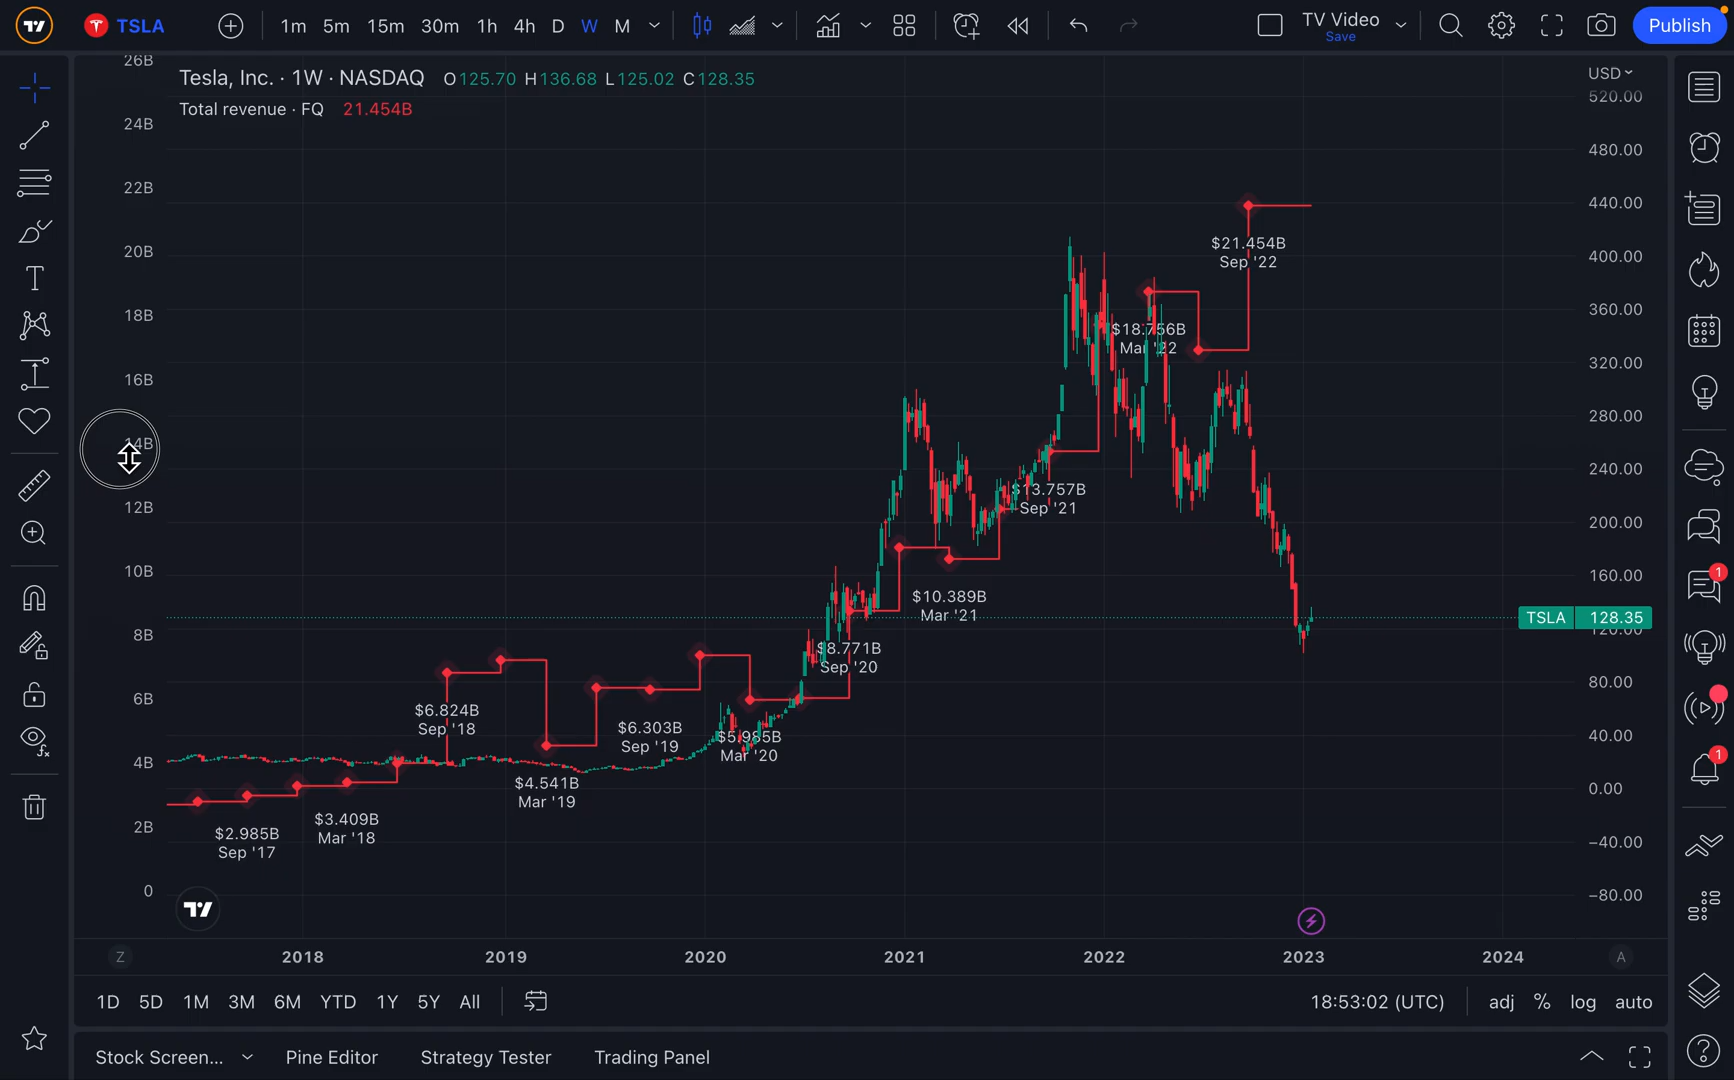 TSLA
1m 5m 15m 30m 1h 4h D W M
TV Video
Save
Publish
Tesla, Inc. · 1W · NASDAQ O125.70 H136.68 L125.02 C128.35
Total revenue · FQ 21.454B
USD
26B
24B
22B
20B
18B
16B
14B
12B
10B
8B
6B
4B
2B
0
520.00
480.00
440.00
400.00
360.00
320.00
280.00
240.00
200.00
160.00
TSLA 128.35
120.00
80.00
40.00
0.00
−40.00
−80.00
$21.454B
Sep '22
$18.756B
Mar '22
$13.757B
Sep '21
$10.389B
Mar '21
$8.771B
Sep '20
$5.985B
Mar '20
$6.303B
Sep '19
$6.824B
Sep '18
$4.541B
Mar '19
$3.409B
Mar '18
$2.985B
Sep '17
1
1
Z 2018 2019 2020 2021 2022 2023 2024 A
1D 5D 1M 3M 6M YTD 1Y 5Y All 18:53:02 (UTC) adj % log auto
Stock Screen... Pine Editor Strategy Tester Trading Panel